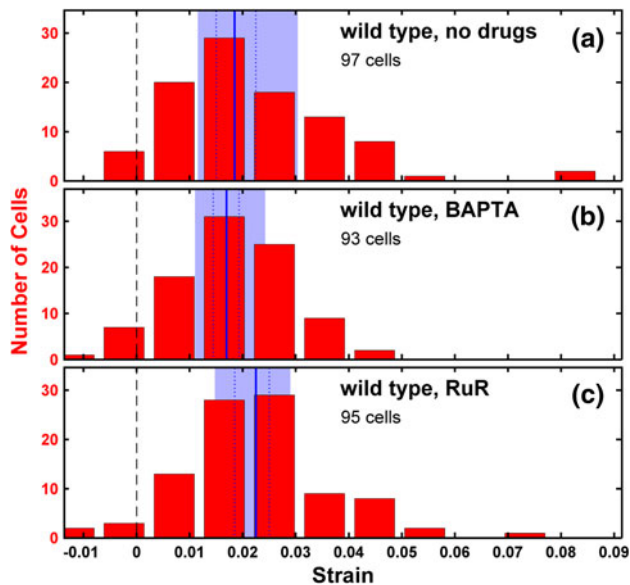 30
20
10
0
wild type, no drugs
(a)
97 cells
30
20
10
0
wild type, BAPTA
(b)
93 cells
30
20
10
0
wild type, RuR
(c)
95 cells
Number of Cells
-0.01 0 0.01 0.02 0.03 0.04 0.05 0.06 0.07 0.08 0.09
Strain